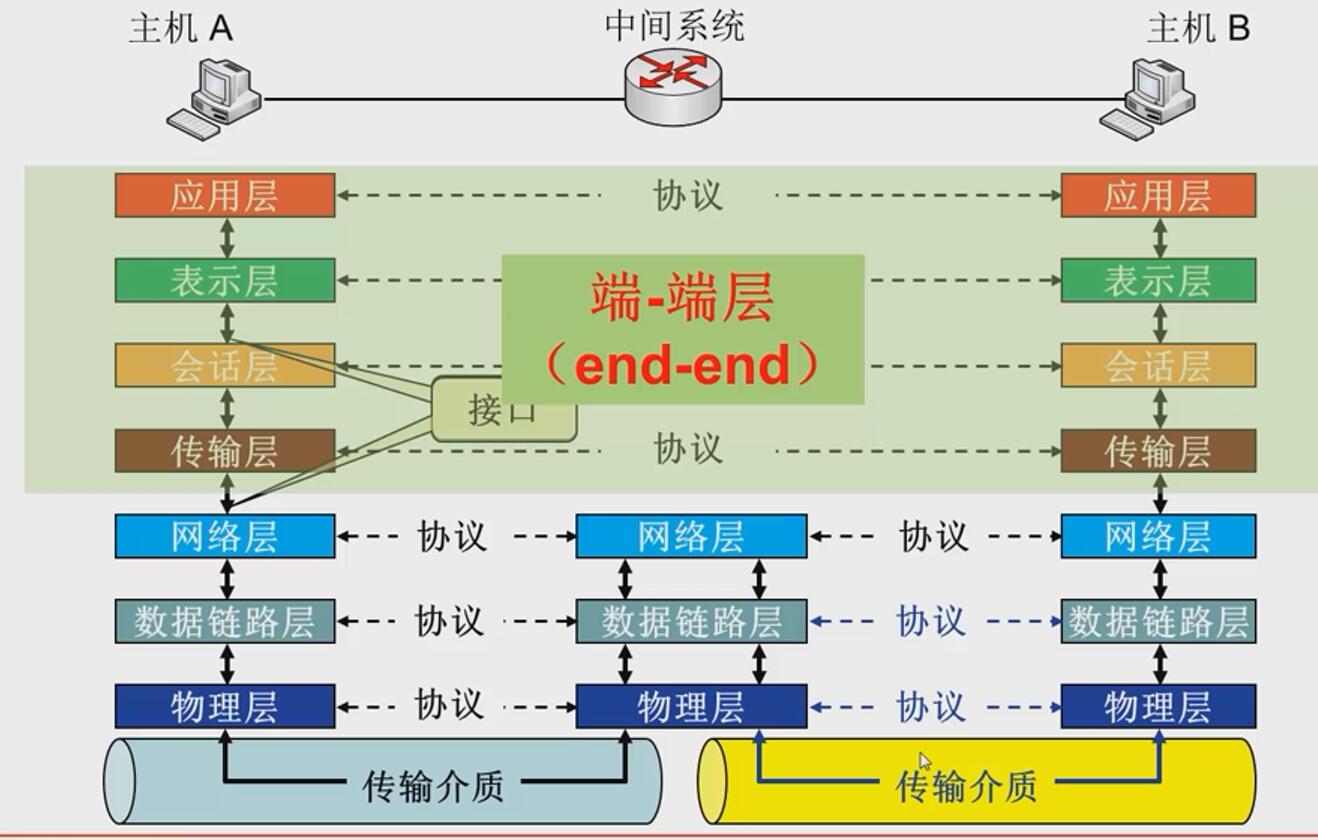 主机 A
中间系统
主机 B
应用层
协议
应用层
表示层
端-端层
表示层
会话层
（end-end）
会话层
接口
传输层
协议
传输层
网络层
协议
网络层
协议
网络层
数据链路层
协议
数据链路层
协议
数据链路层
物理层
协议
物理层
协议
物理层
传输介质
传输介质